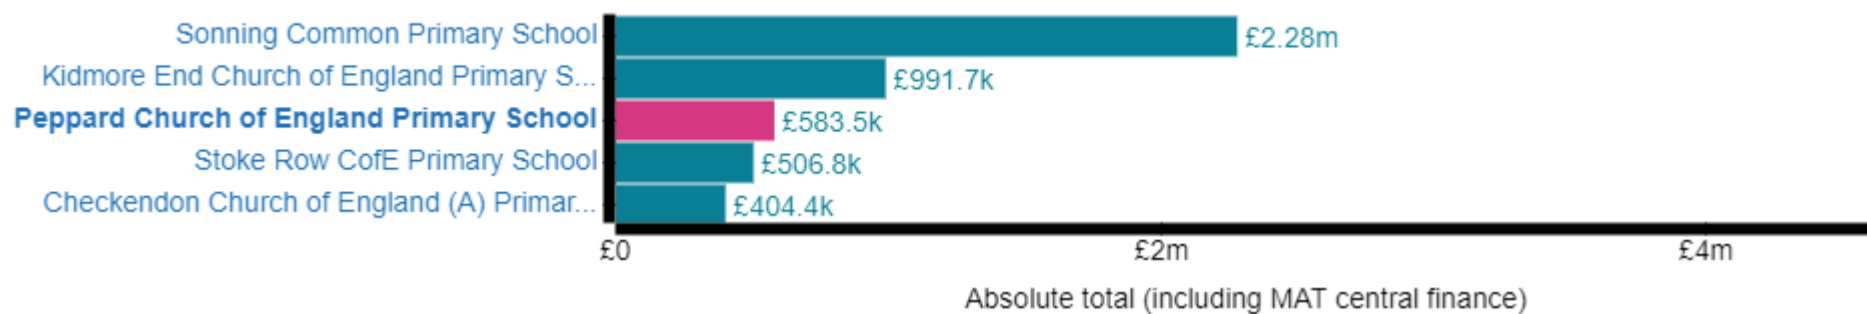 Sonning Common Primary School £2.28m
Kidmore End Church of England Primary S... £991.7k
Peppard Church of England Primary School £583.5k
Stoke Row CofE Primary School £506.8k
Checkendon Church of England (A) Primar... £404.4k
£0 £2m £4m
Absolute total (including MAT central finance)